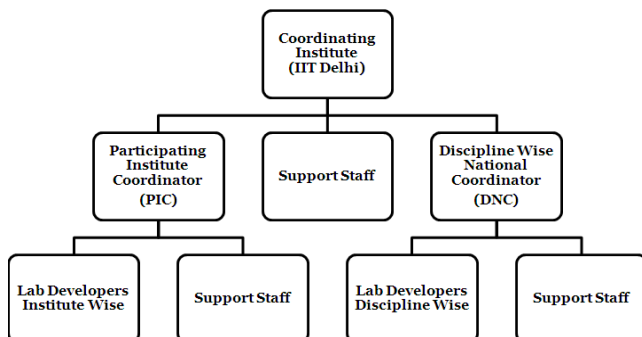 Coordinating
Institute
(IIT Delhi)
Participating
Institute
Coordinator
(PIC)
Support Staff
Discipline Wise
National
Coordinator
(DNC)
Lab Developers
Institute Wise
Support Staff
Lab Developers
Discipline Wise
Support Staff